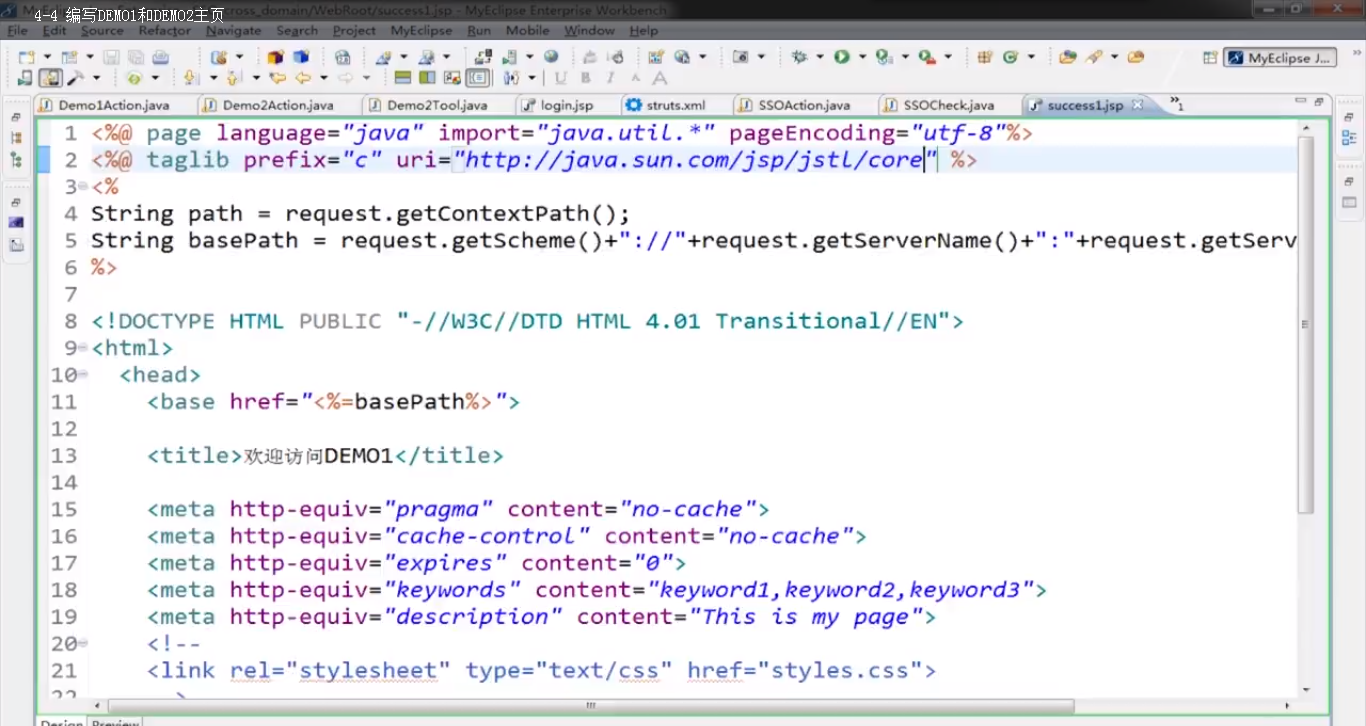 4-4 编写DEMO1和DEMO2主页
cross_domain/WebRoot/success1.jsp - MyEclipse Enterprise Workbench
File Edit Source Refactor Navigate Search Project MyEclipse Run Mobile Window Help
MyEclipse J...
Demo1Action.java Demo2Action.java Demo2Tool.java login.jsp struts.xml SSOAction.java SSOCheck.java success1.jsp »1
1 <%@ page language="java" import="java.util.*" pageEncoding="utf-8"%>
2 <%@ taglib prefix="c" uri="http://java.sun.com/jsp/jstl/core" %>
3 <%
4 String path = request.getContextPath();
5 String basePath = request.getScheme()+"://"+request.getServerName()+":"+request.getServ
6 %>
7
8 <!DOCTYPE HTML PUBLIC "-//W3C//DTD HTML 4.01 Transitional//EN">
9 <html>
10 <head>
11 <base href="<%=basePath%>">
12
13 <title>欢迎访问DEMO1</title>
14
15 <meta http-equiv="pragma" content="no-cache">
16 <meta http-equiv="cache-control" content="no-cache">
17 <meta http-equiv="expires" content="0">
18 <meta http-equiv="keywords" content="keyword1,keyword2,keyword3">
19 <meta http-equiv="description" content="This is my page">
20 <!--
21 <link rel="stylesheet" type="text/css" href="styles.css">
22
Design Preview